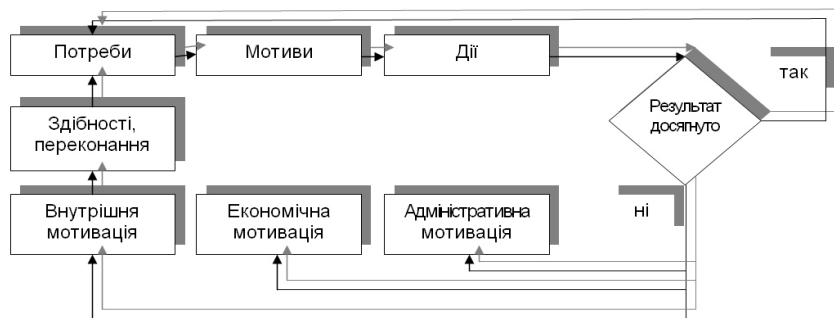 Потреби
Мотиви
Дії
так
Результат
досягнуто
Здібності,
переконання
Внутрішня
мотивація
Економічна
мотивація
Адміністративна
мотивація
ні